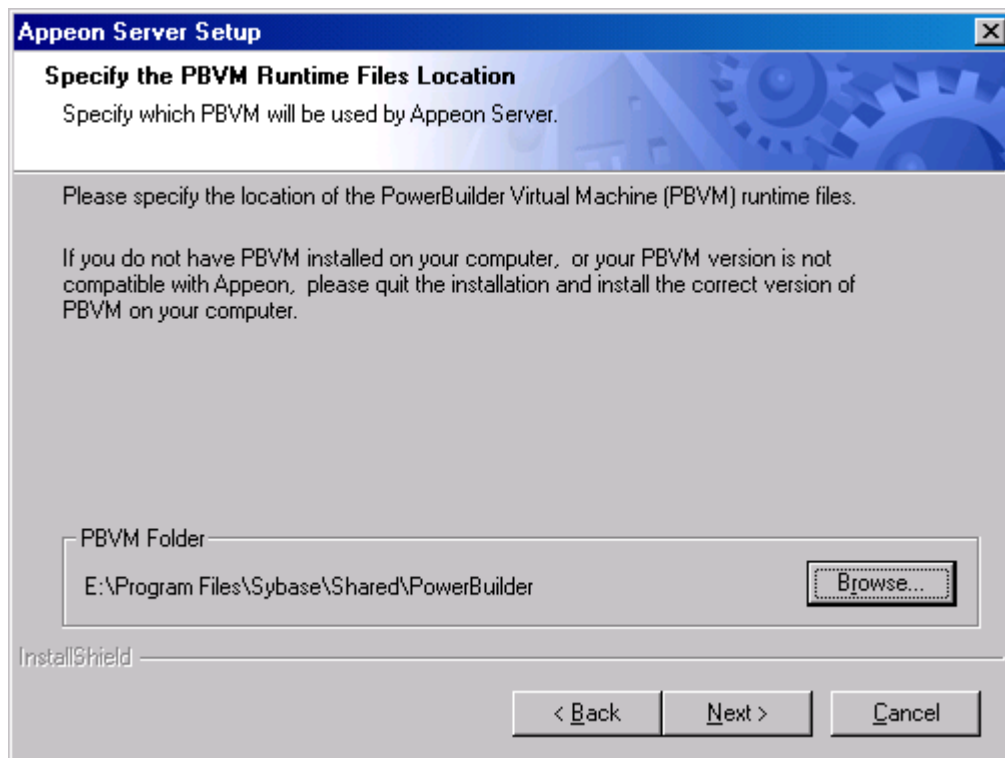 Appeon Server Setup
Specify the PBVM Runtime Files Location
Specify which PBVM will be used by Appeon Server.
Please specify the location of the PowerBuilder Virtual Machine (PBVM) runtime files.
If you do not have PBVM installed on your computer,  or your PBVM version is not
compatible with Appeon,  please quit the installation and install the correct version of
PBVM on your computer.
PBVM Folder
E:\Program Files\Sybase\Shared\PowerBuilder
Browse...
InstallShield
< Back
Next >
Cancel